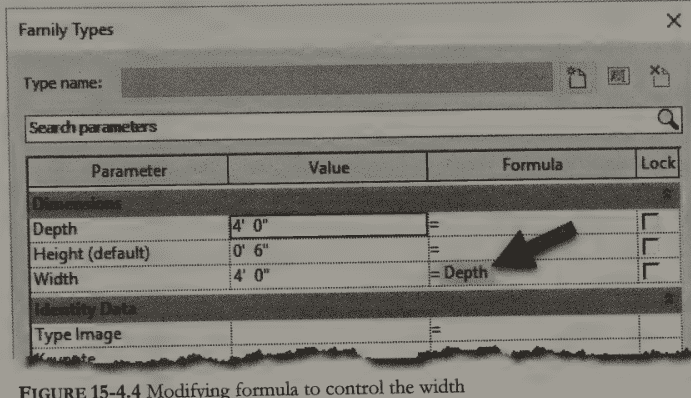 Family Types
Type name:
Search parameters
Parameter Value Formula Lock
Dimensions
Depth 4' 0" =
Height (default) 0' 6" =
Width 4' 0" = Depth
Identity Data
Type Image =
FIGURE 15-4.4 Modifying formula to control the width